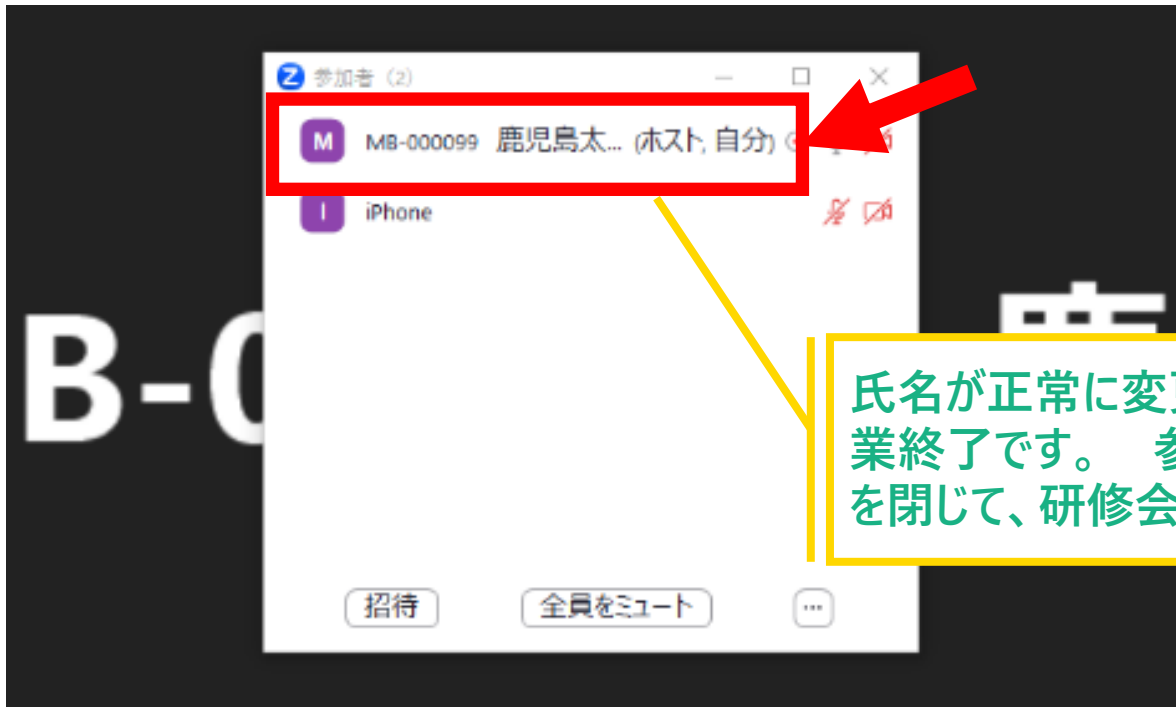 参加者 (2)
M MB-000099 鹿児島太... (ホスト, 自分)
I iPhone
B-0
氏名が正常に変
業終了です。
を閉じて、研修会
招待 全員をミュート ...